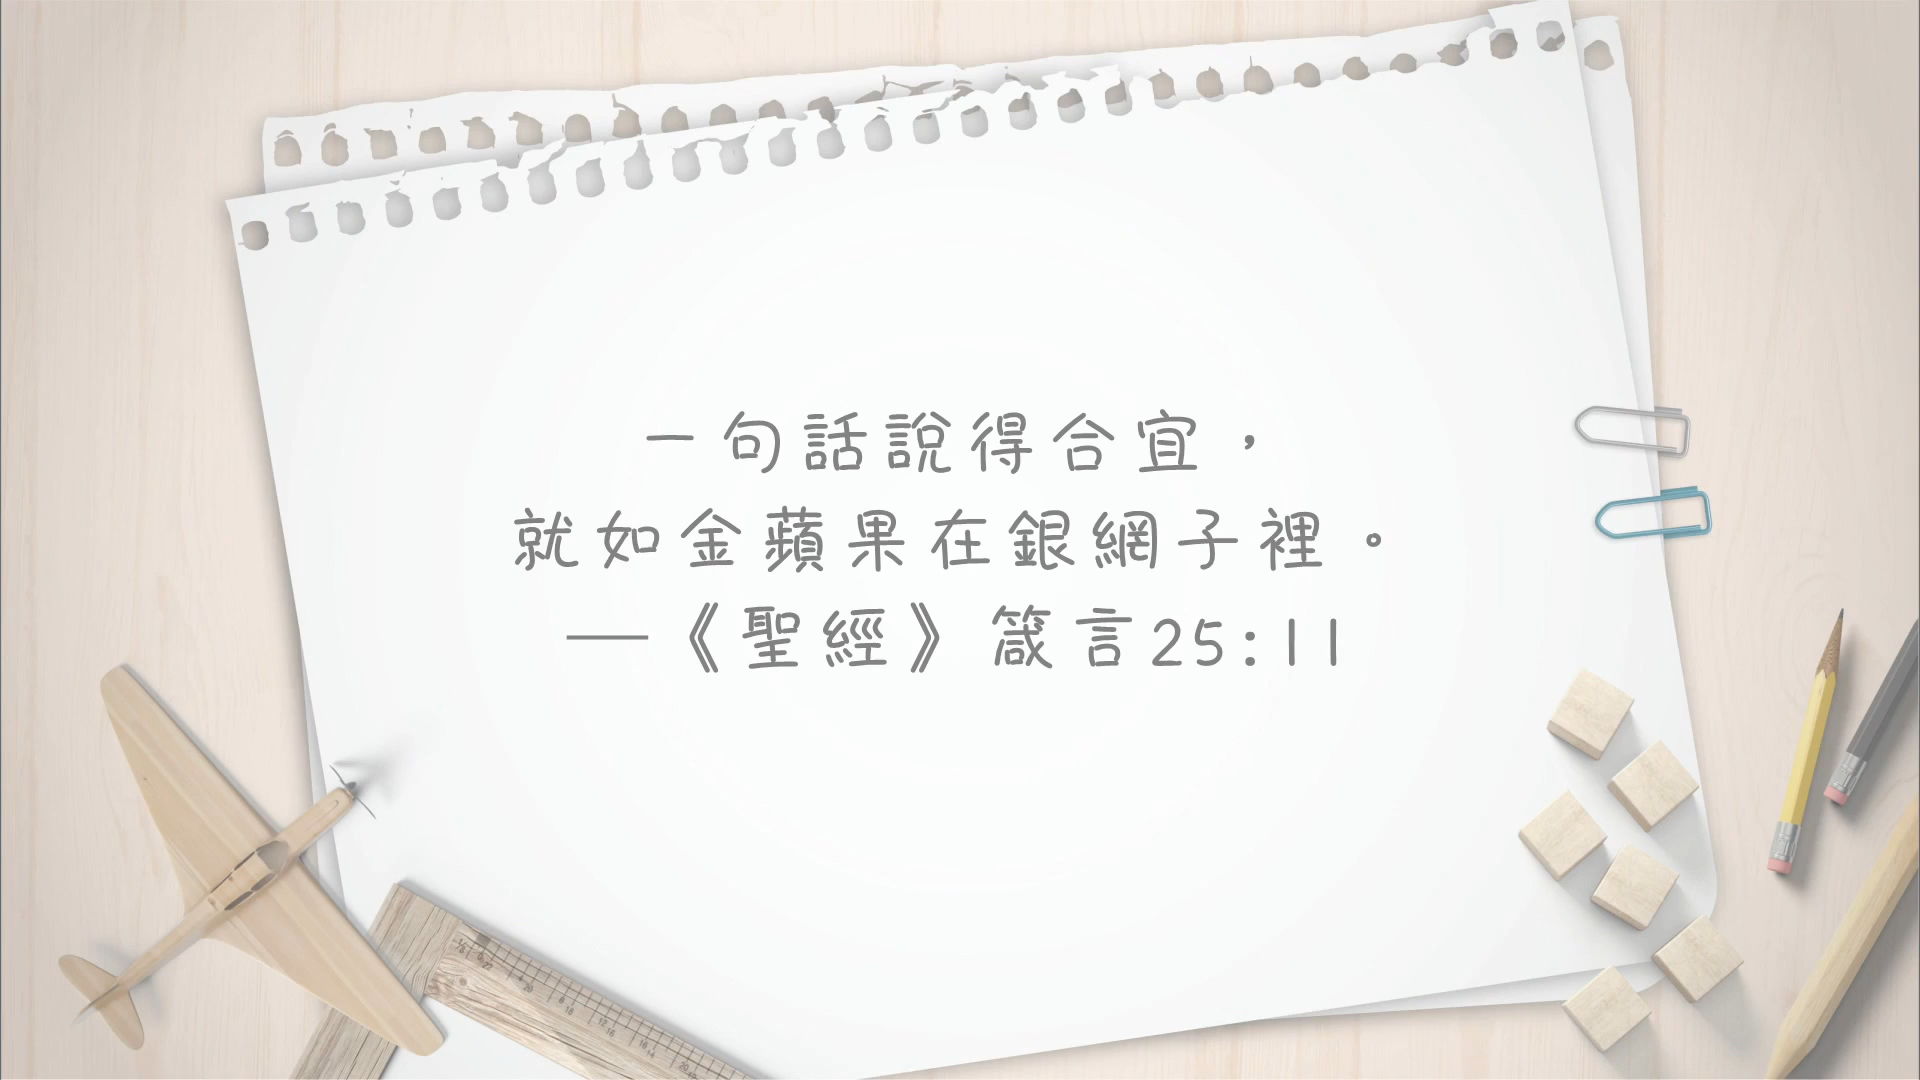 一句話說得合宜，
就如金蘋果在銀網子裡。
—《聖經》箴言25:11